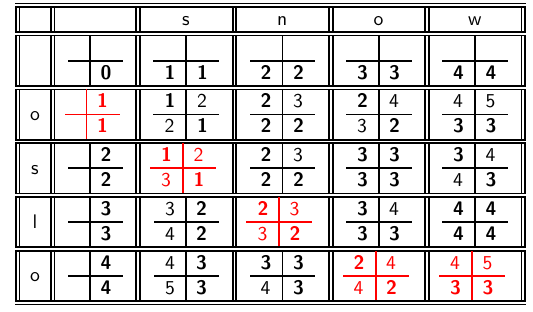 s n o w
0 1 1 2 2 3 3 4 4
1 1 2 2 3 2 4 4 5
o
1 2 1 2 2 3 2 3 3
2 1 2 2 3 3 3 3 4
s
2 3 1 2 2 3 3 4 3
3 3 2 2 3 3 4 4 4
l
3 4 2 3 2 3 3 4 4
4 4 3 3 3 2 4 4 5
o
4 5 3 4 3 4 2 3 3